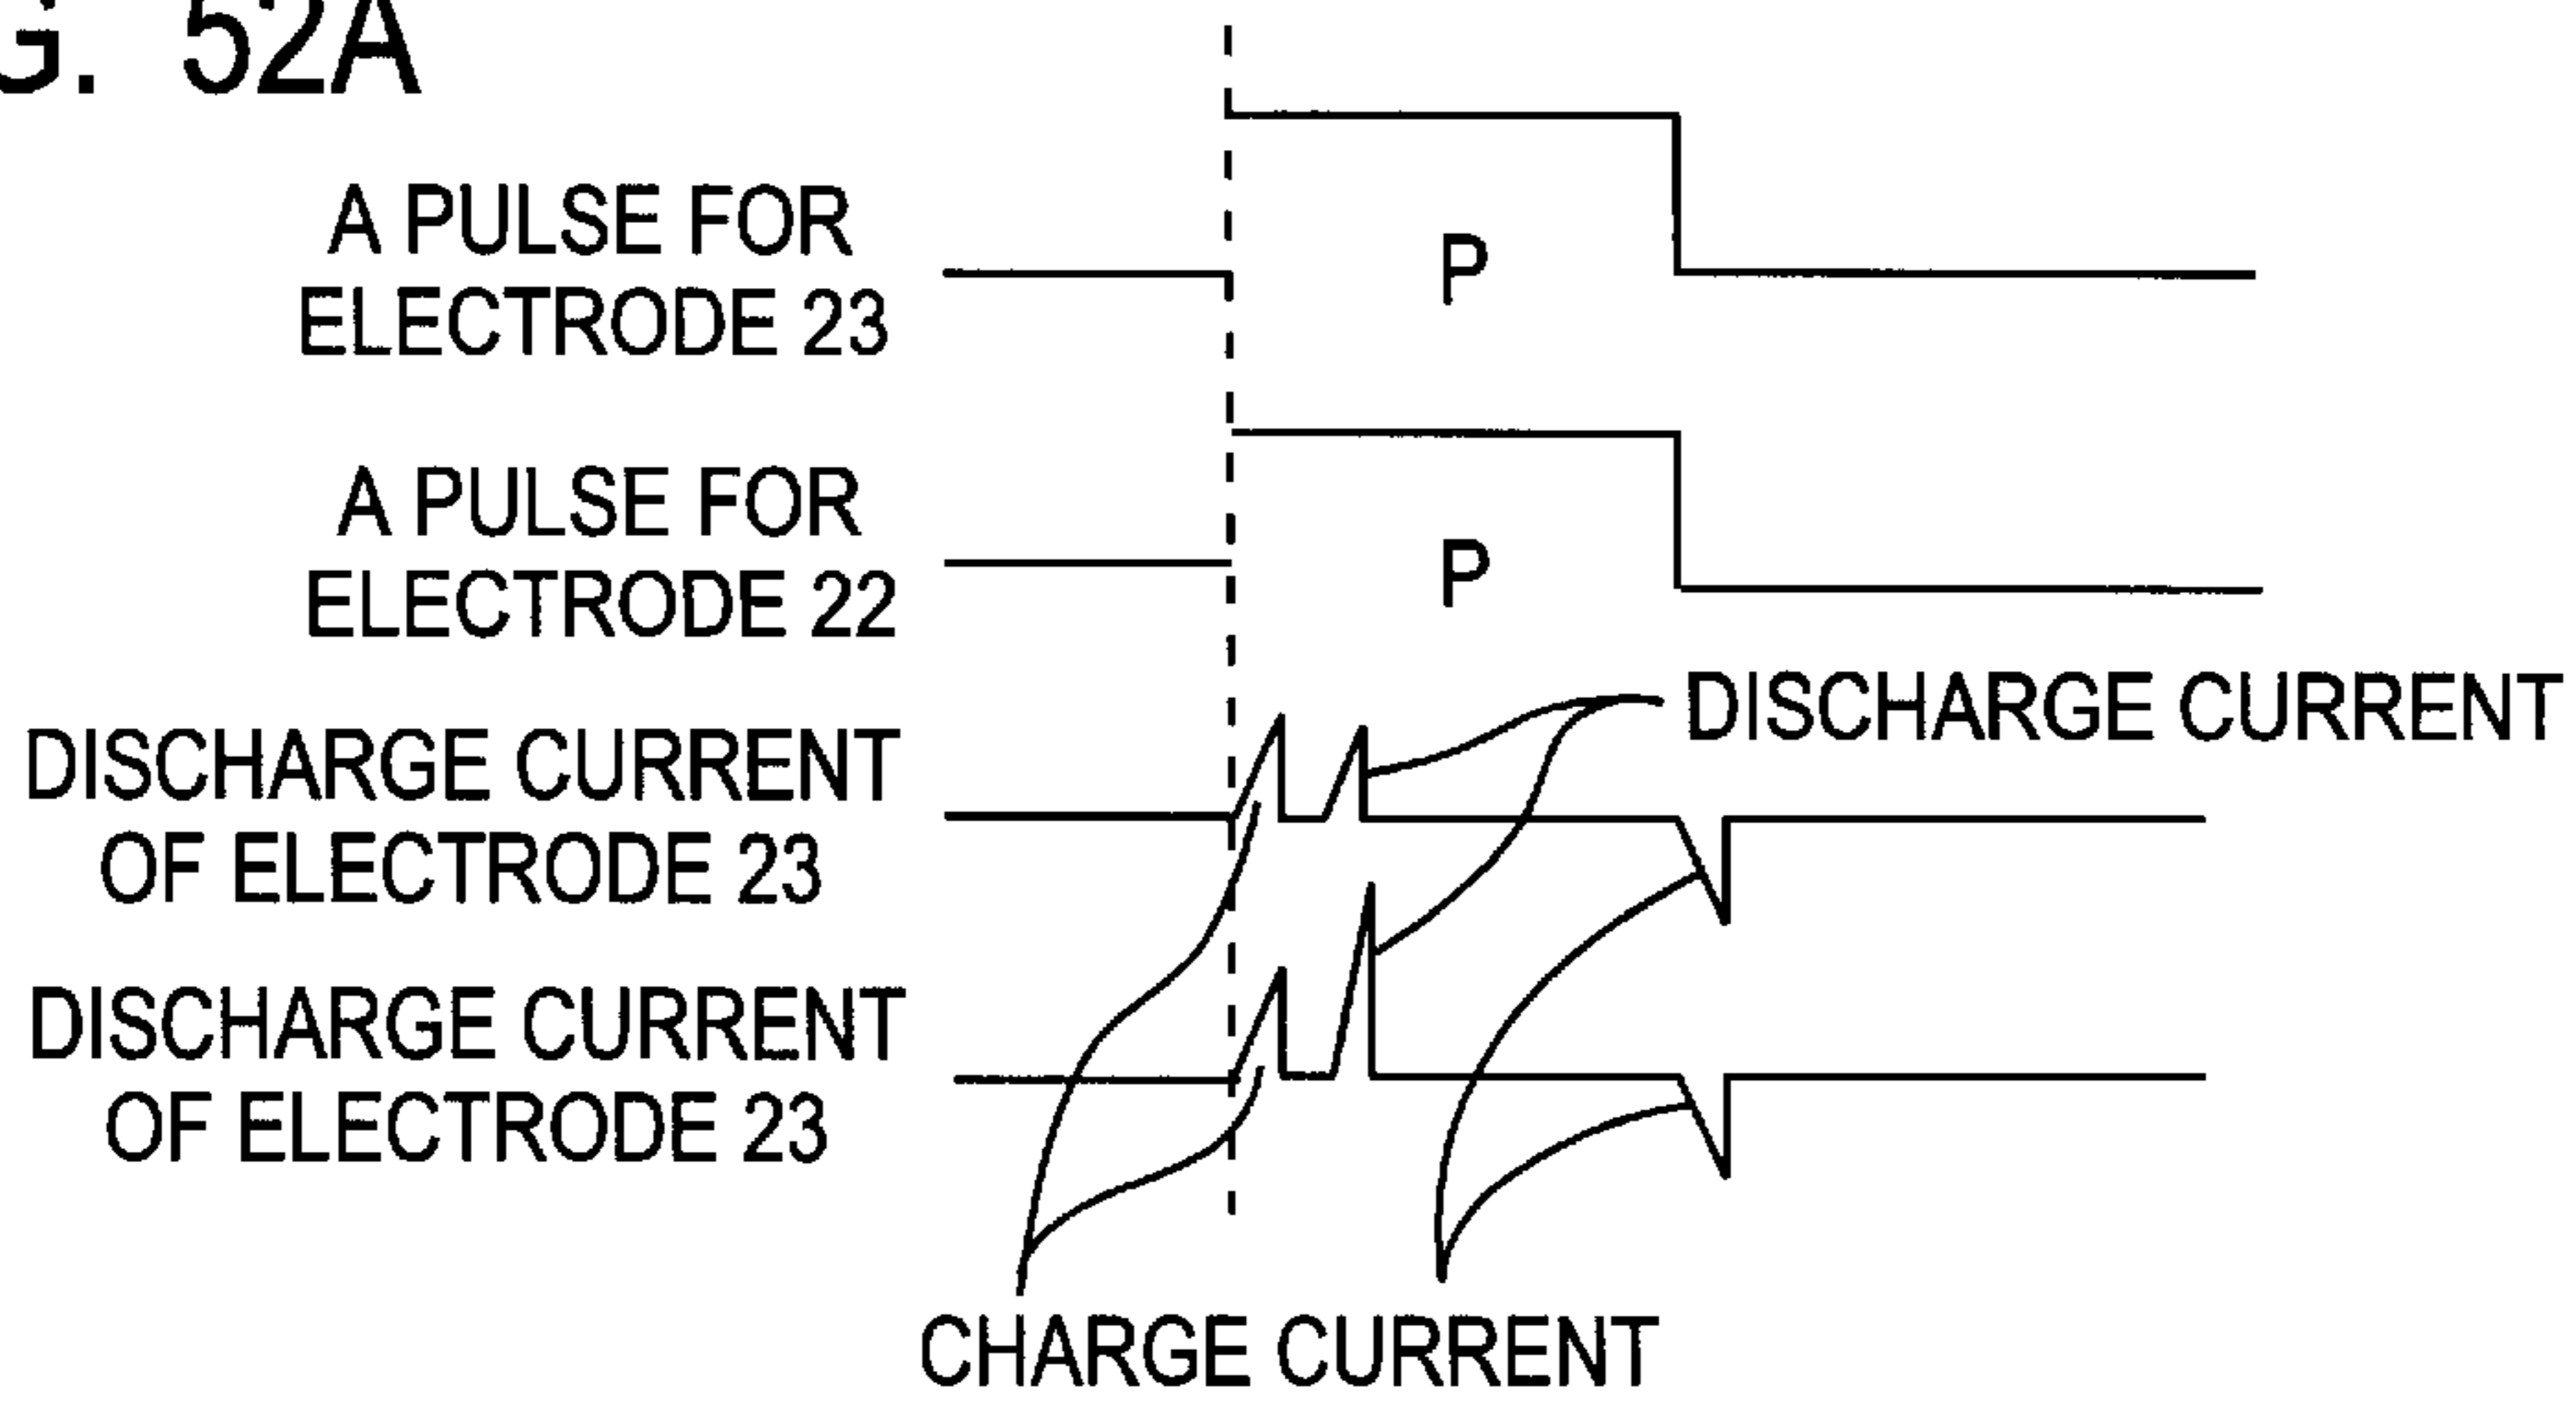 G. 52A
A PULSE FOR
ELECTRODE 23
P
A PULSE FOR
ELECTRODE 22
P
DISCHARGE CURRENT
DISCHARGE CURRENT
OF ELECTRODE 23
DISCHARGE CURRENT
OF ELECTRODE 23
CHARGE CURRENT